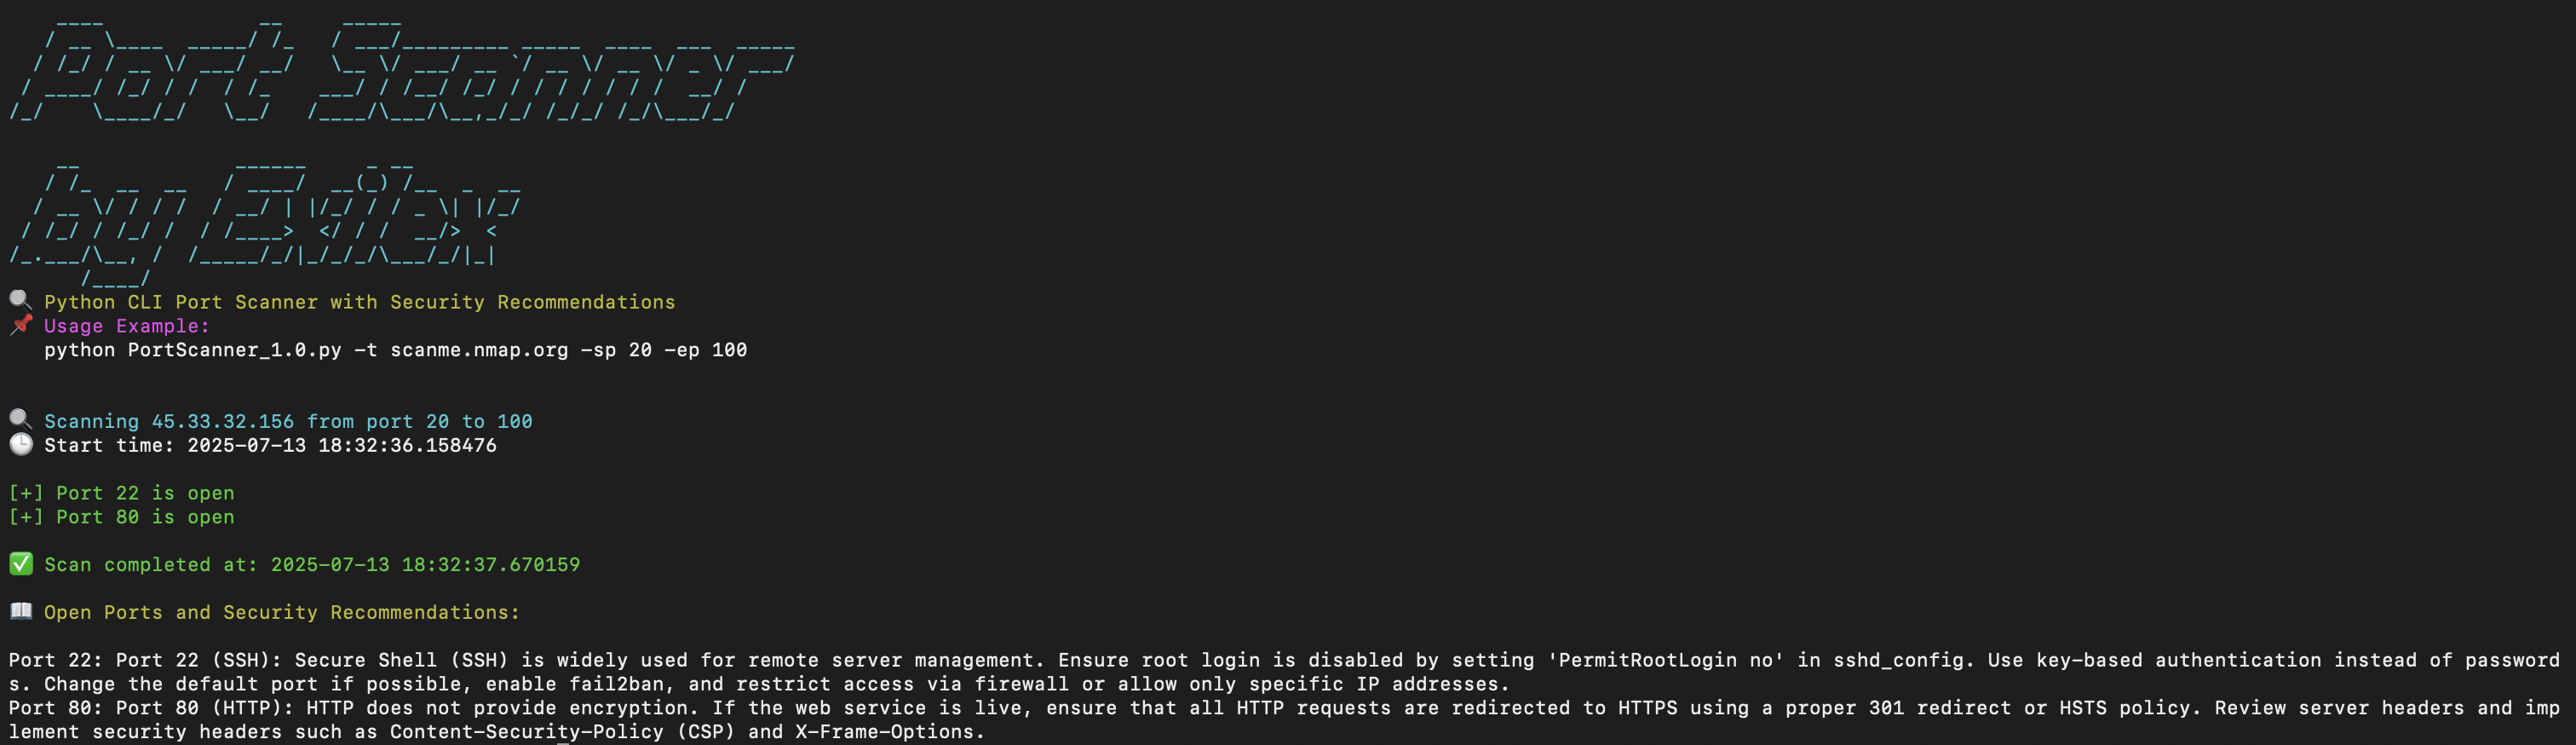 Port Scanner
by Exilex
Python CLI Port Scanner with Security Recommendations
Usage Example:
python PortScanner_1.0.py -t scanme.nmap.org -sp 20 -ep 100
Scanning 45.33.32.156 from port 20 to 100
Start time: 2025-07-13 18:32:36.158476
[+] Port 22 is open
[+] Port 80 is open
Scan completed at: 2025-07-13 18:32:37.670159
Open Ports and Security Recommendations:
Port 22: Port 22 (SSH): Secure Shell (SSH) is widely used for remote server management. Ensure root login is disabled by setting 'PermitRootLogin no' in sshd_config. Use key-based authentication instead of password
s. Change the default port if possible, enable fail2ban, and restrict access via firewall or allow only specific IP addresses.
Port 80: Port 80 (HTTP): HTTP does not provide encryption. If the web service is live, ensure that all HTTP requests are redirected to HTTPS using a proper 301 redirect or HSTS policy. Review server headers and imp
lement security headers such as Content-Security-Policy (CSP) and X-Frame-Options.